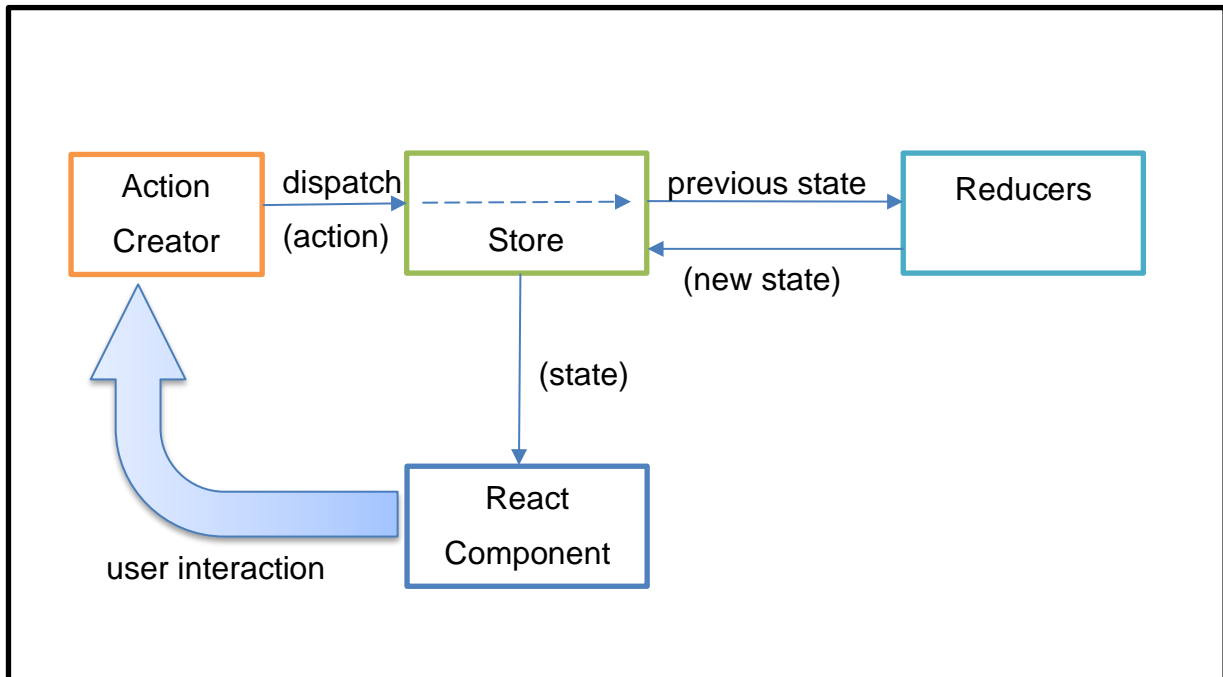 Action
Creator
dispatch
(action)
Store
previous state
(new state)
Reducers
(state)
React
Component
user interaction